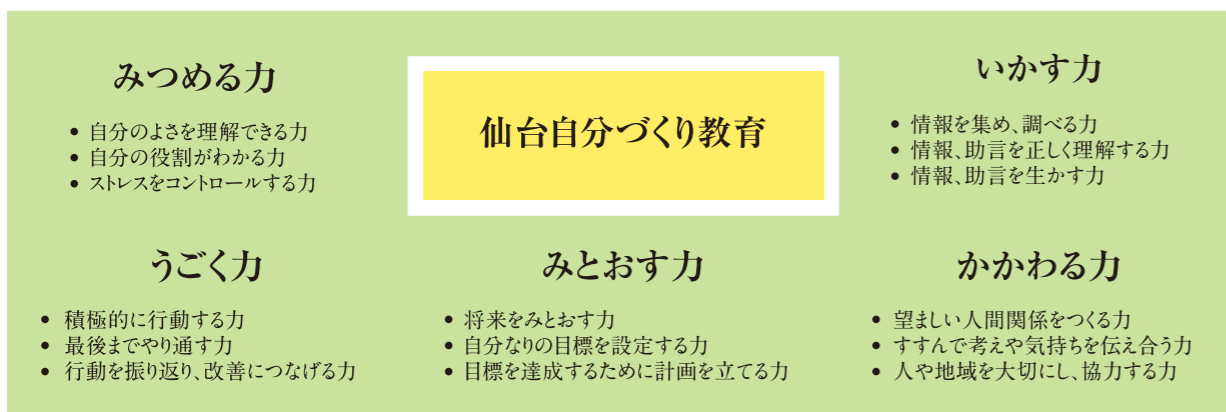 みつめる力
• 自分のよさを理解できる力
• 自分の役割がわかる力
• ストレスをコントロールする力
仙台自分づくり教育
いかす力
• 情報を集め、調べる力
• 情報、助言を正しく理解する力
• 情報、助言を生かす力
うごく力
• 積極的に行動する力
• 最後までやり通す力
• 行動を振り返り、改善につなげる力
みとおす力
• 将来をみとおす力
• 自分なりの目標を設定する力
• 目標を達成するために計画を立てる力
かかわる力
• 望ましい人間関係をつくる力
• すすんで考えや気持ちを伝え合う力
• 人や地域を大切にし、協力する力